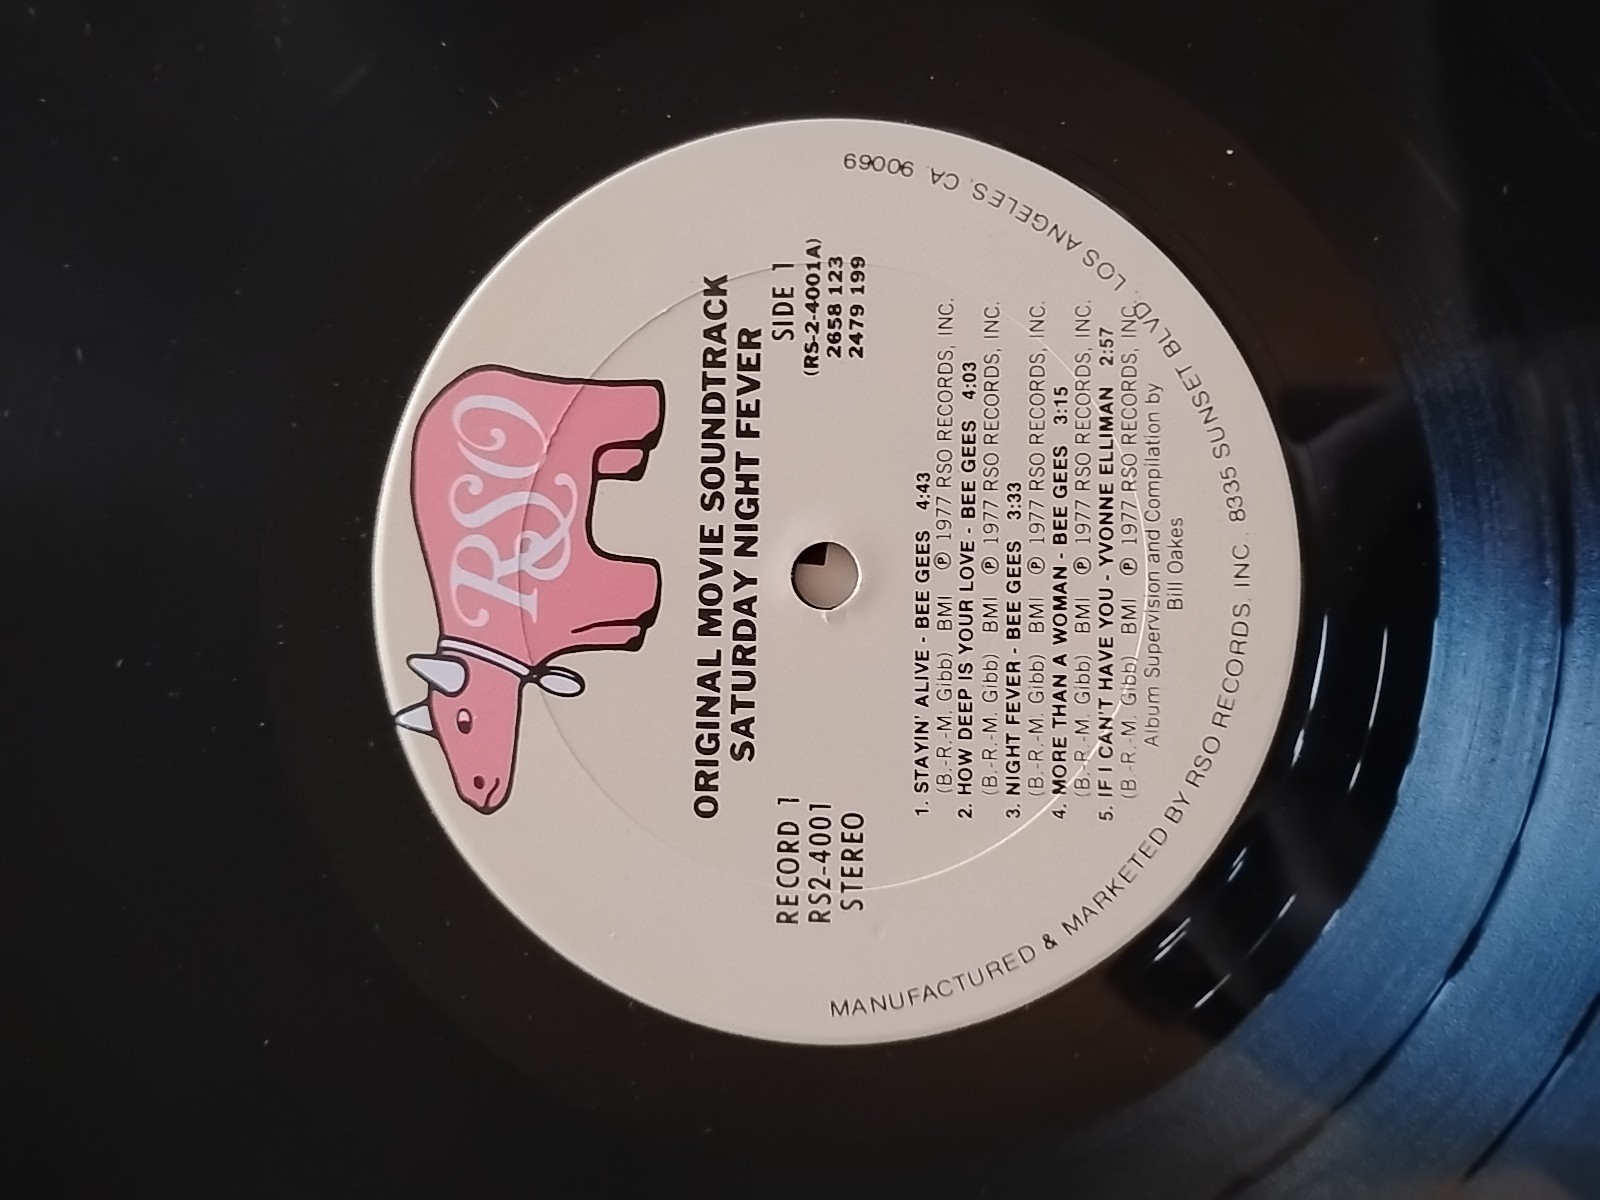 RSO
ORIGINAL MOVIE SOUNDTRACK
SATURDAY NIGHT FEVER
RECORD 1
RS2-4001
STEREO
SIDE 1
(RS-2-4001A)
2658 123
2479 199
1. STAYIN' ALIVE - BEE GEES 4:43
(B.-R.-M. Gibb) BMI Ⓟ 1977 RSO RECORDS, INC.
2. HOW DEEP IS YOUR LOVE - BEE GEES 4:03
(B.-R.-M. Gibb) BMI Ⓟ 1977 RSO RECORDS, INC.
3. NIGHT FEVER - BEE GEES 3:33
(B.-R.-M. Gibb) BMI Ⓟ 1977 RSO RECORDS, INC.
4. MORE THAN A WOMAN - BEE GEES 3:15
(B.-R.-M. Gibb) BMI Ⓟ 1977 RSO RECORDS, INC.
5. IF I CAN'T HAVE YOU - YVONNE ELLIMAN 2:57
(B.-R.-M. Gibb) BMI Ⓟ 1977 RSO RECORDS, INC.
Album Supervision and Compilation by
Bill Oakes
MANUFACTURED & MARKETED BY RSO RECORDS, INC., 8335 SUNSET BLVD., LOS ANGELES, CA. 90069